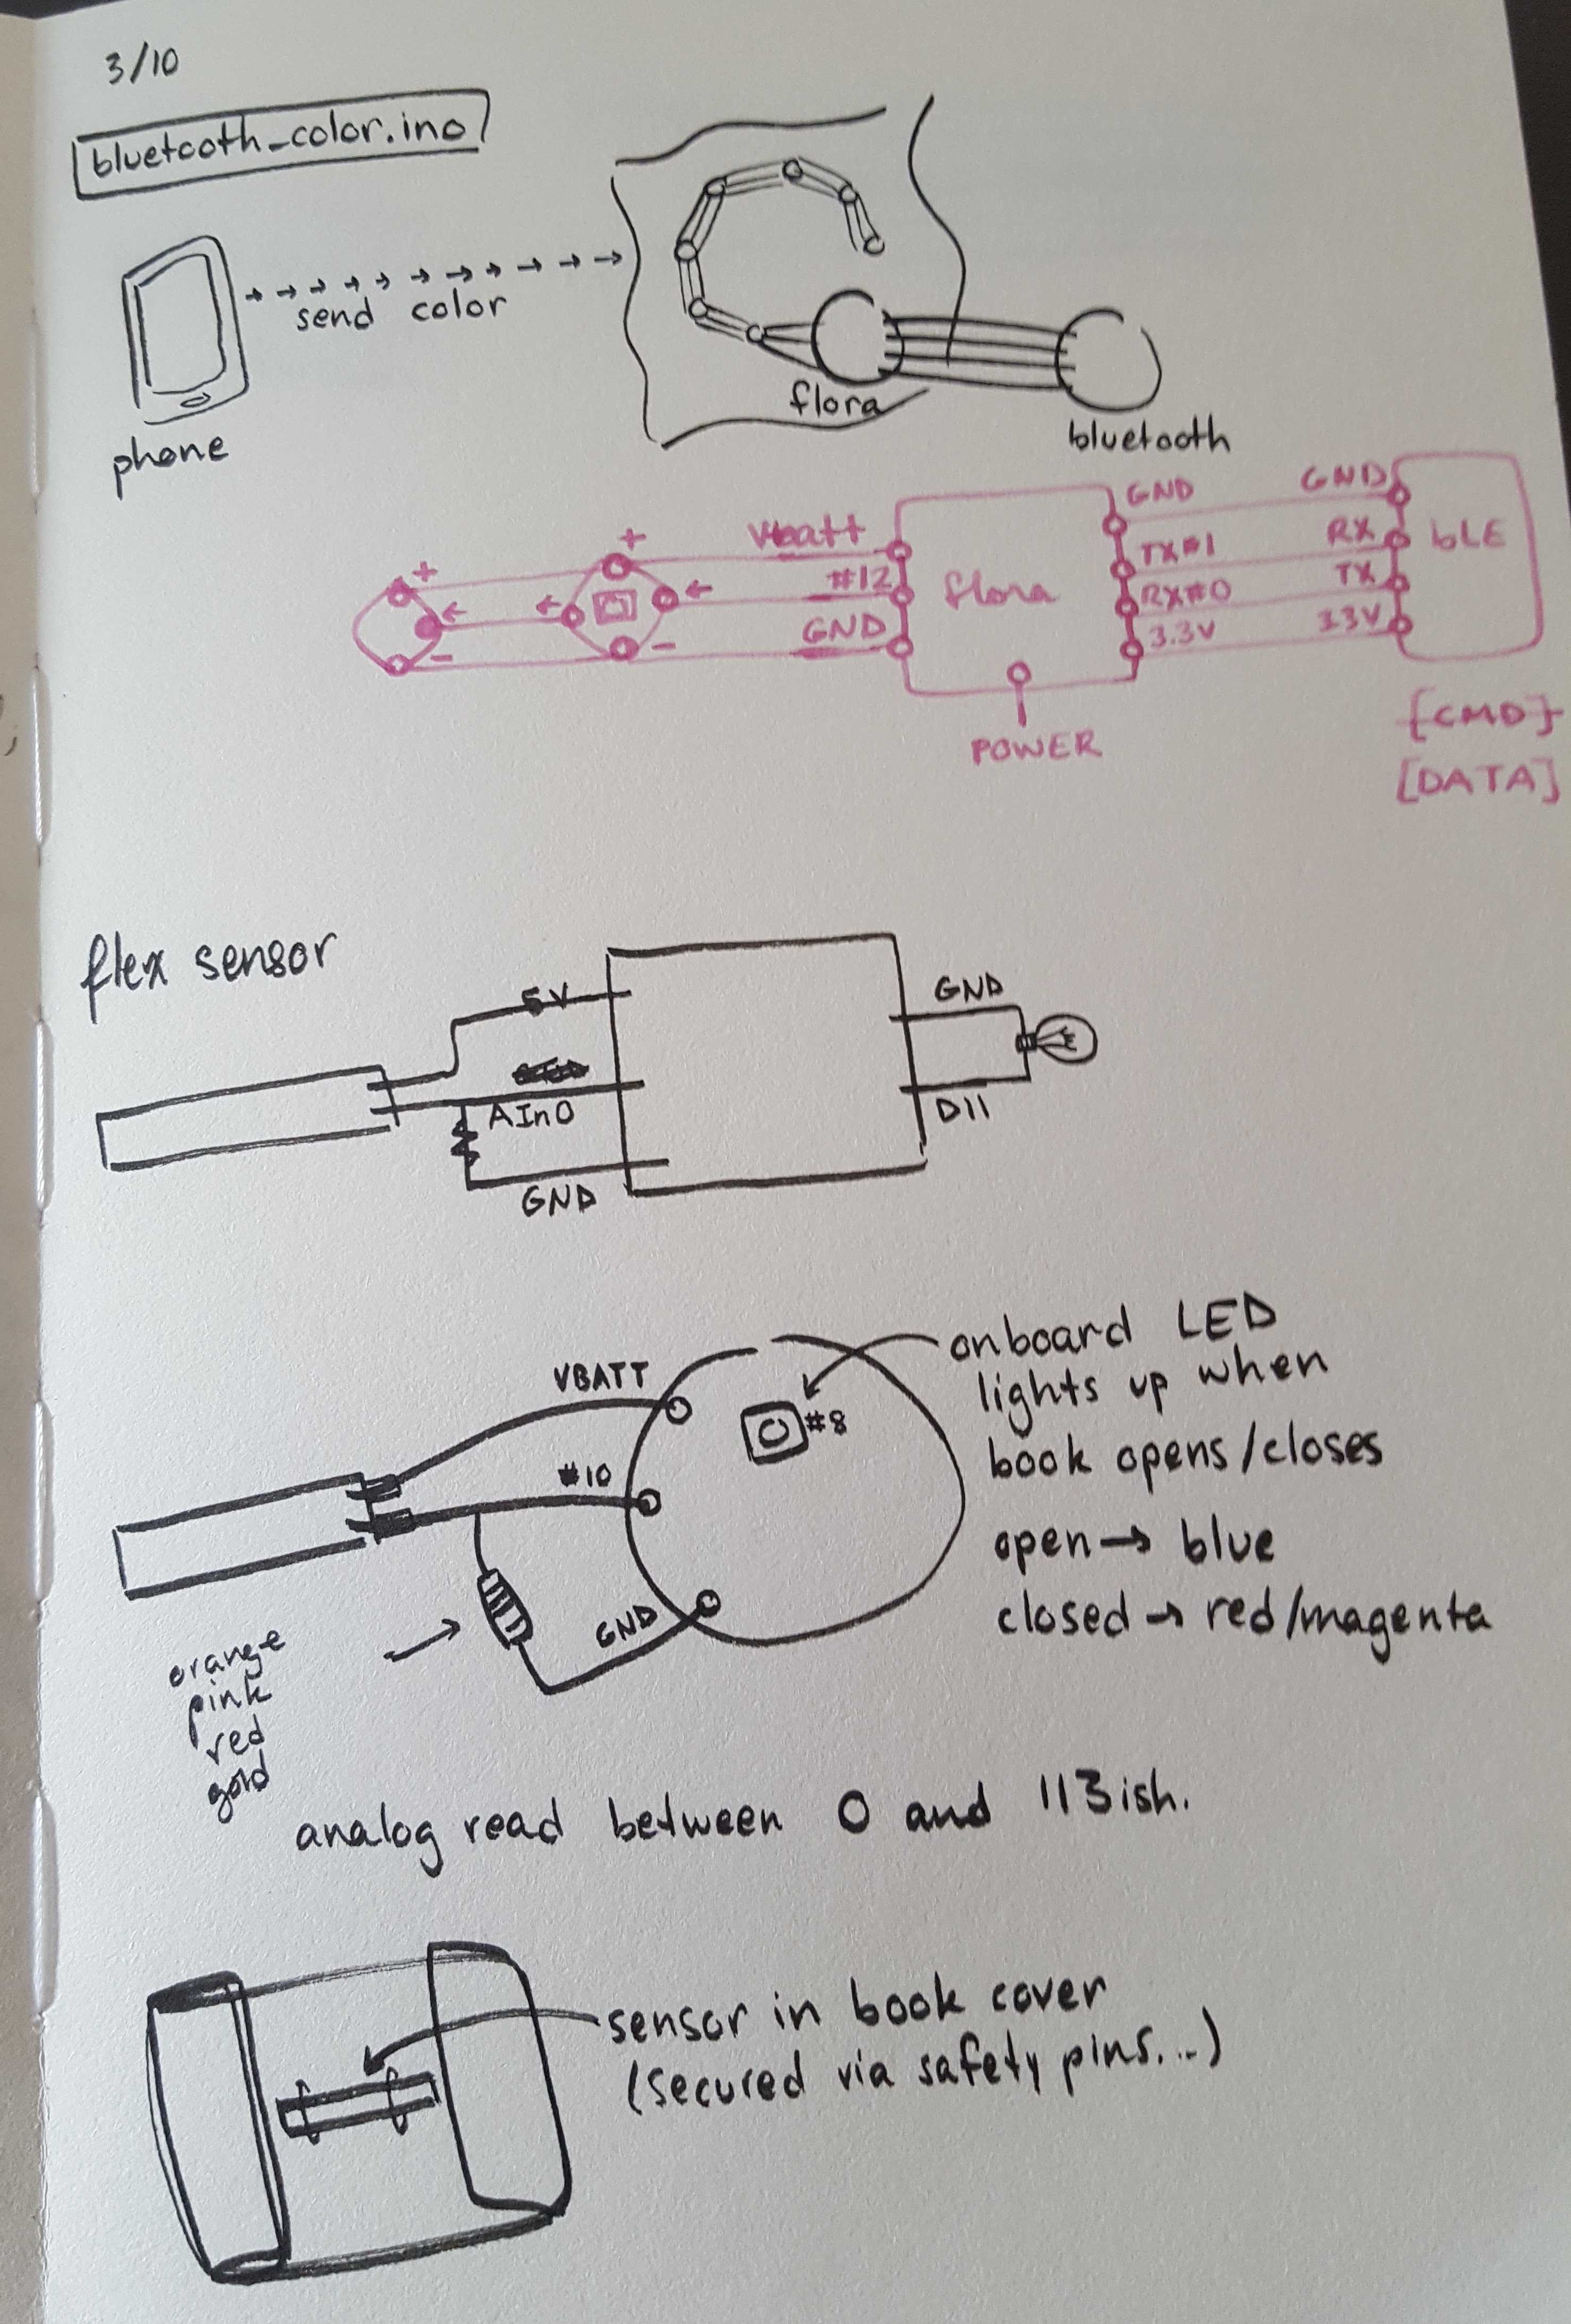 3/10
bluetooth_color.ino
send color
phone
flora
bluetooth
GND
GND
Vbatt
TX#1
RX
bLE
+
+
#12
flora
RX#0
TX
GND
3.3V
3.3V
-
-
POWER
{CMD}
[DATA]
flex sensor
5V
GND
AIn0
D11
GND
onboard LED
lights up when
book opens/closes
VBATT
#8
#10
open → blue
closed → red/magenta
GND
orange
pink
red
gold
analog read between 0 and 113ish.
sensor in book cover
(secured via safety pins...)